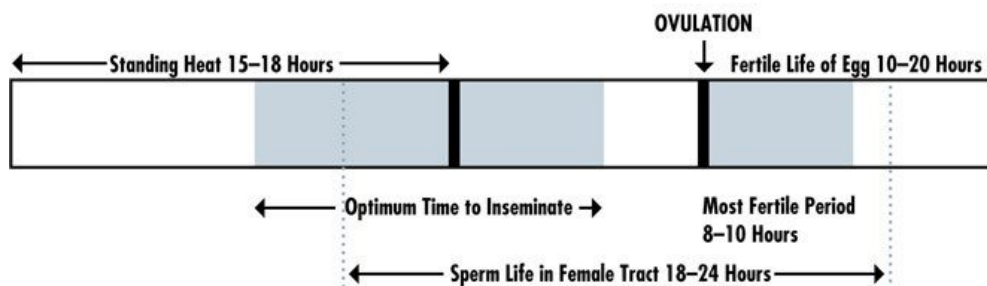 OVULATION
Standing Heat 15–18 Hours
Fertile Life of Egg 10–20 Hours
Optimum Time to Inseminate
Most Fertile Period
8–10 Hours
Sperm Life in Female Tract 18–24 Hours